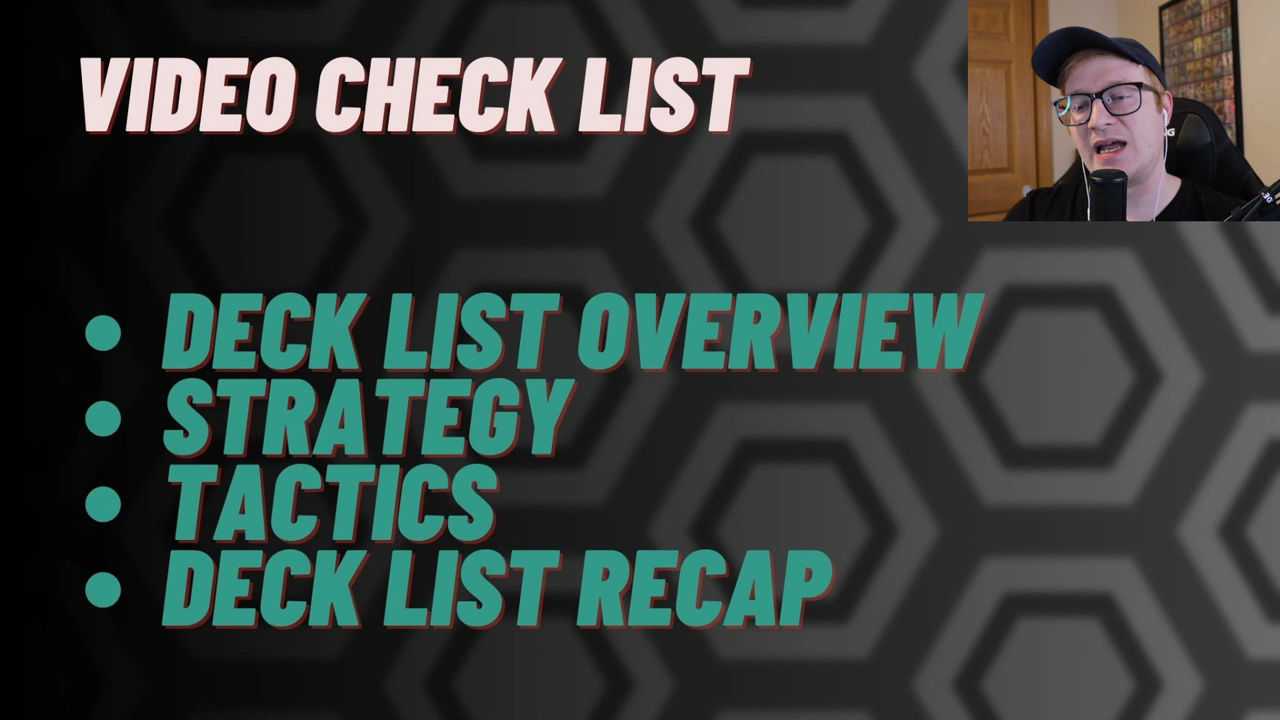 VIDEO CHECK LIST
• DECK LIST OVERVIEW
• STRATEGY
• TACTICS
• DECK LIST RECAP